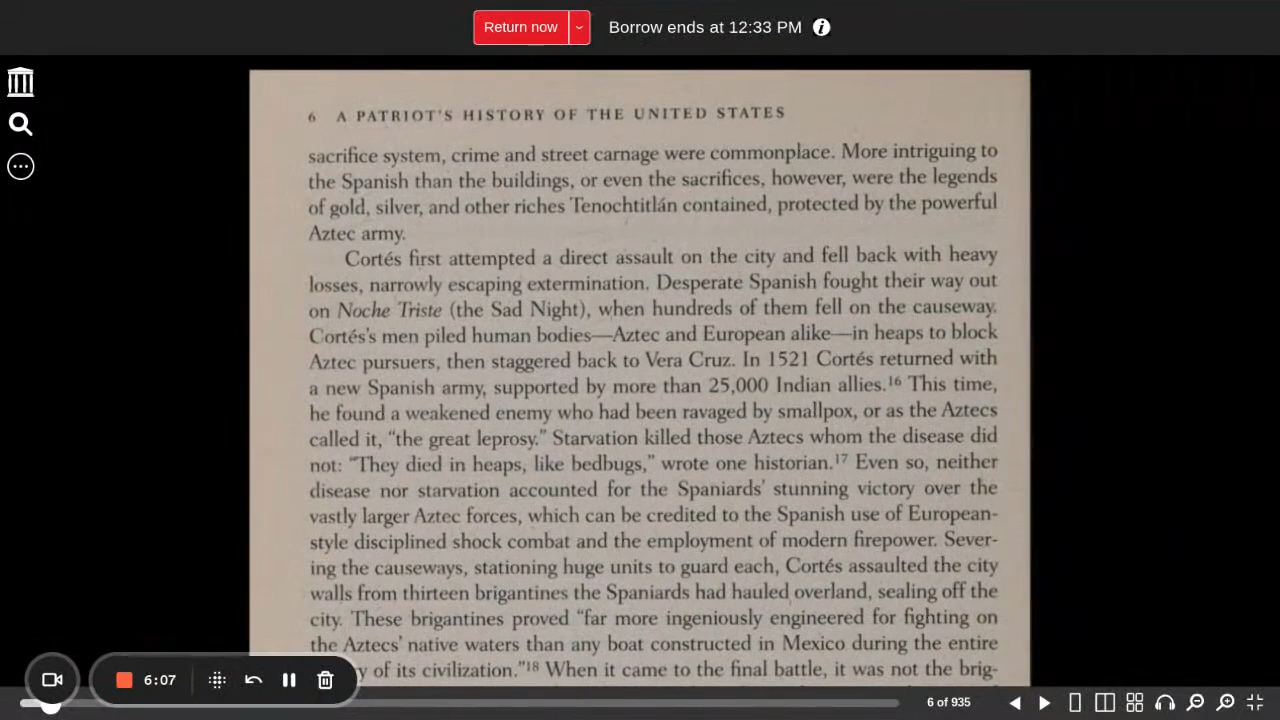 Return now
Borrow ends at 12:33 PM
6 A PATRIOT'S HISTORY OF THE UNITED STATES
sacrifice system, crime and street carnage were commonplace. More intriguing to
the Spanish than the buildings, or even the sacrifices, however, were the legends
of gold, silver, and other riches Tenochtitlán contained, protected by the powerful
Aztec army.
Cortés first attempted a direct assault on the city and fell back with heavy
losses, narrowly escaping extermination. Desperate Spanish fought their way out
on Noche Triste (the Sad Night), when hundreds of them fell on the causeway.
Cortés's men piled human bodies—Aztec and European alike—in heaps to block
Aztec pursuers, then staggered back to Vera Cruz. In 1521 Cortés returned with
a new Spanish army, supported by more than 25,000 Indian allies.16 This time,
he found a weakened enemy who had been ravaged by smallpox, or as the Aztecs
called it, “the great leprosy.” Starvation killed those Aztecs whom the disease did
not: “They died in heaps, like bedbugs,” wrote one historian.17 Even so, neither
disease nor starvation accounted for the Spaniards' stunning victory over the
vastly larger Aztec forces, which can be credited to the Spanish use of European-
style disciplined shock combat and the employment of modern firepower. Sever-
ing the causeways, stationing huge units to guard each, Cortés assaulted the city
walls from thirteen brigantines the Spaniards had hauled overland, sealing off the
city. These brigantines proved “far more ingeniously engineered for fighting on
the Aztecs' native waters than any boat constructed in Mexico during the entire
of its civilization.”18 When it came to the final battle, it was not the brig-
6:07
6 of 935